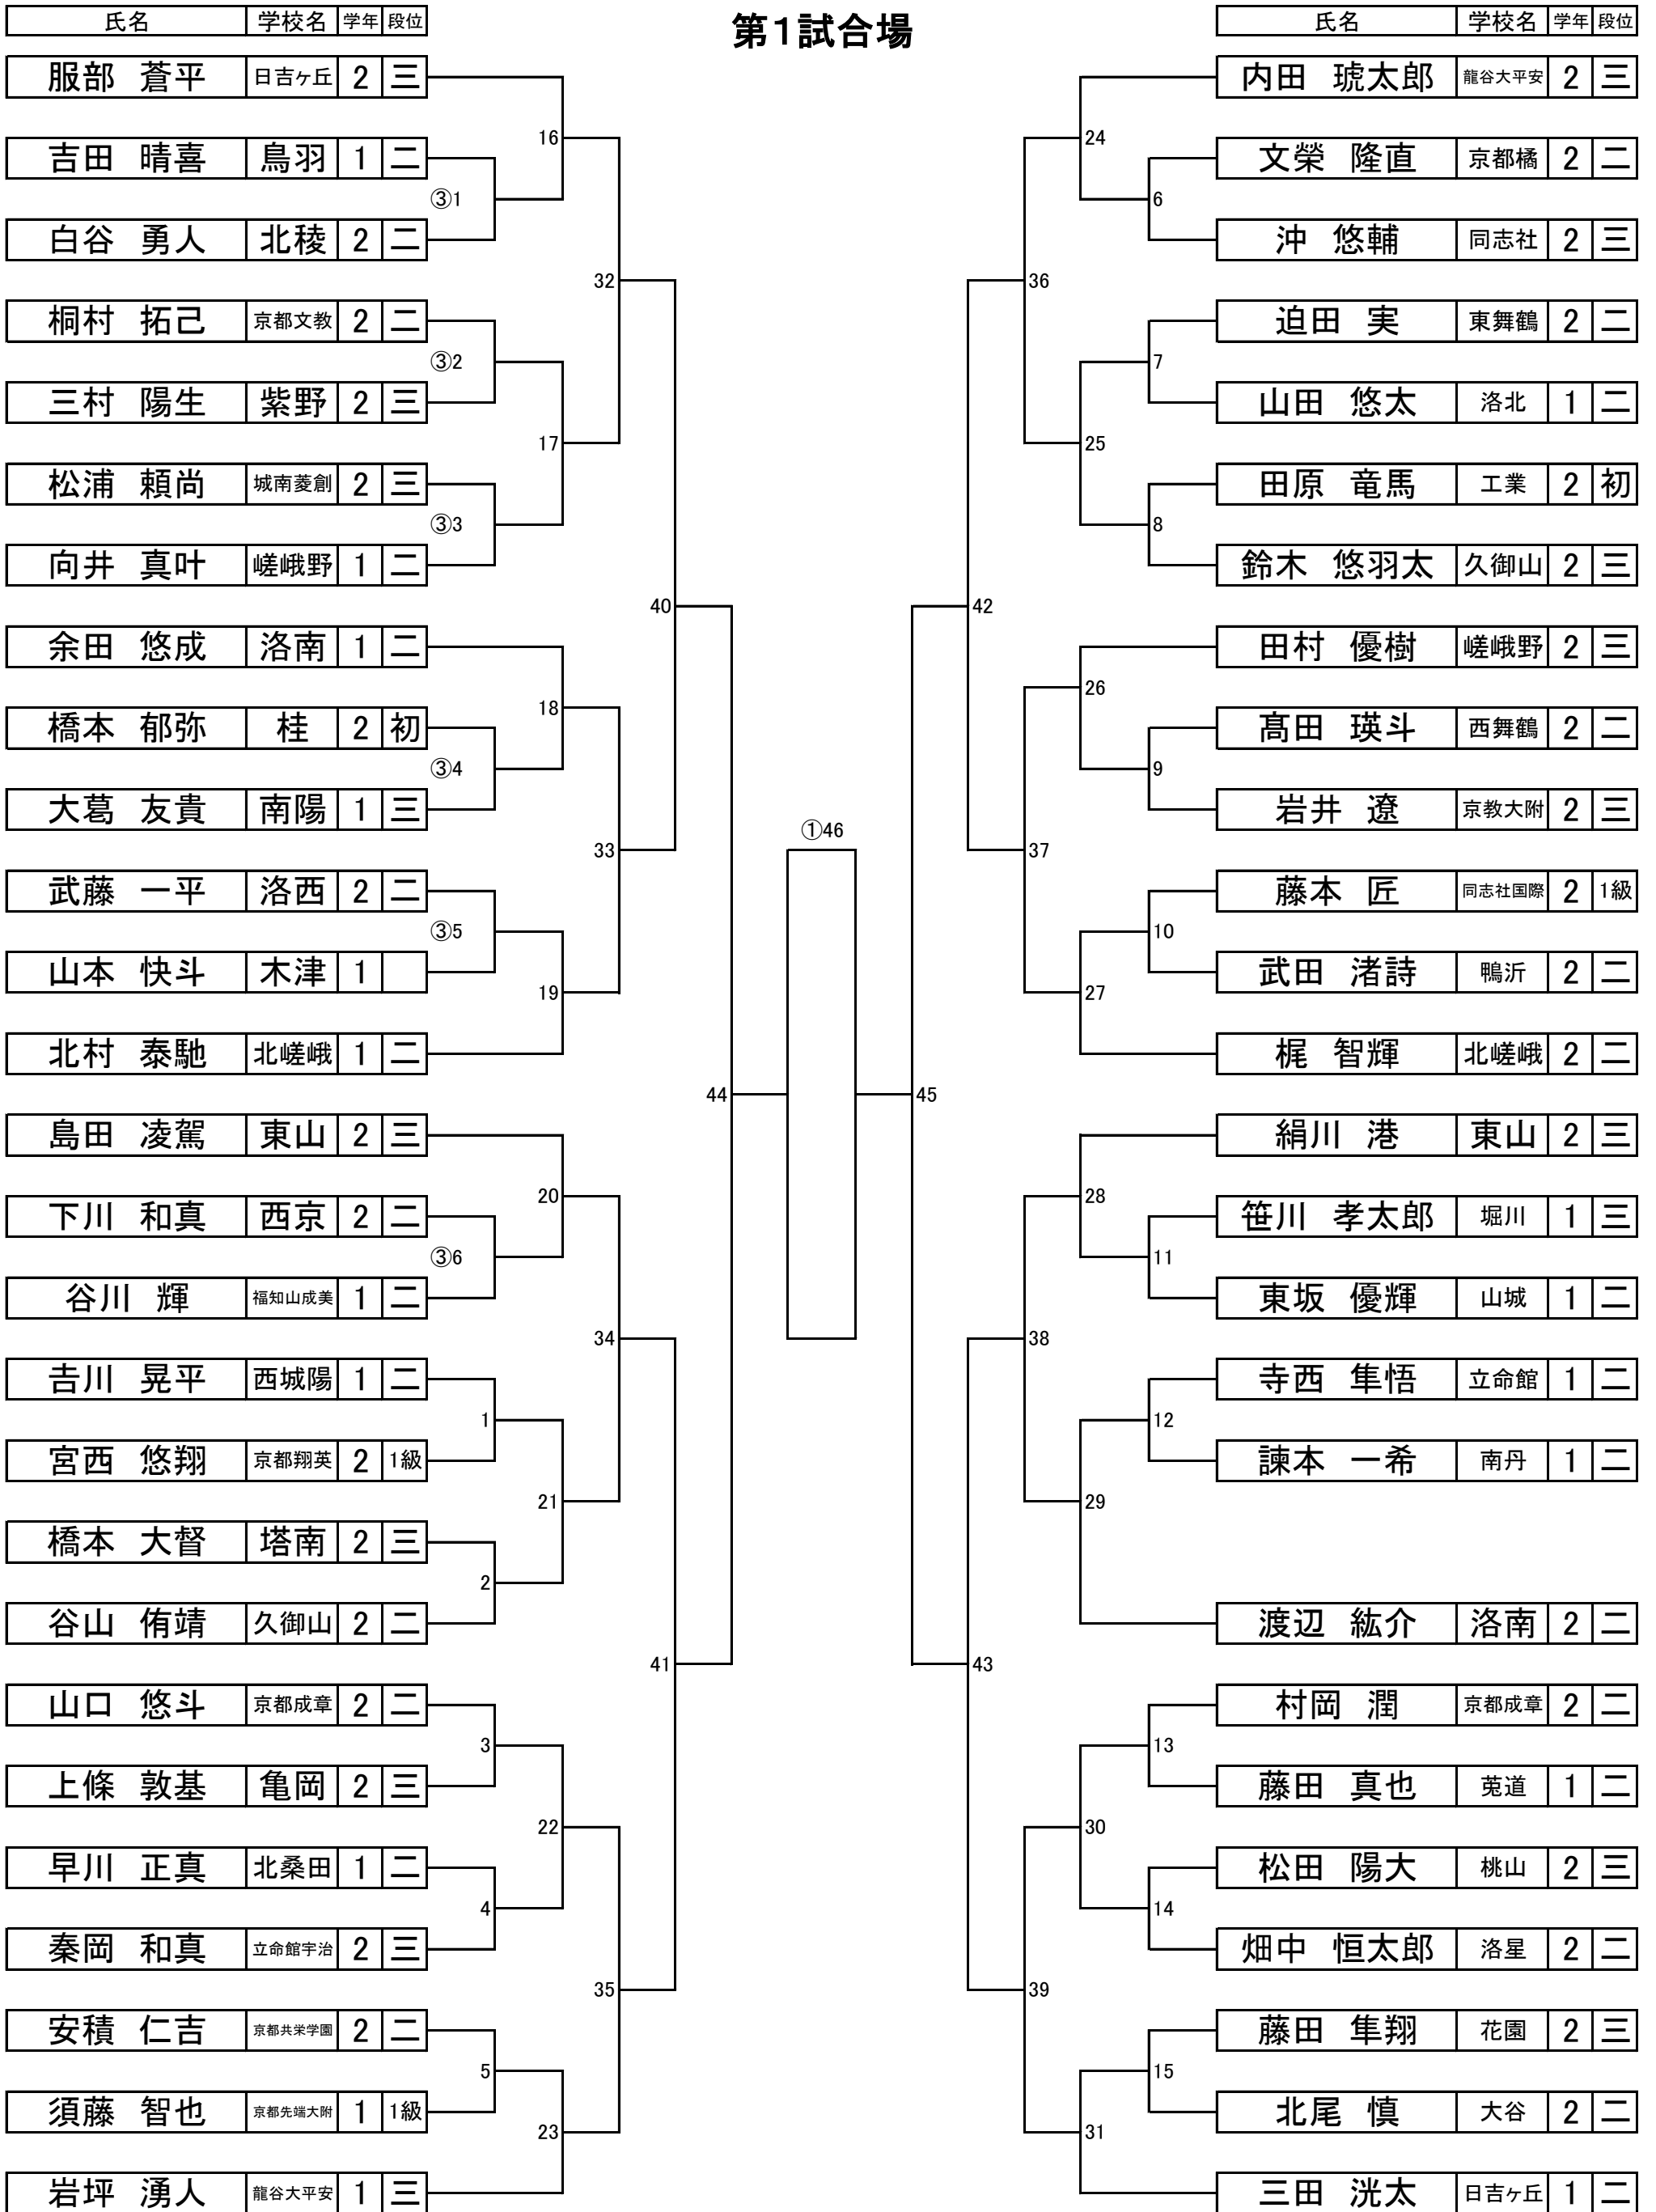 第1試合場
氏名 学校名 学年 段位
服部 蒼平 日吉ヶ丘 2 三
16
吉田 晴喜 鳥羽 1 二
③1
白谷 勇人 北稜 2 二
32
桐村 拓己 京都文教 2 二
③2
三村 陽生 紫野 2 三
17
松浦 頼尚 城南菱創 2 三
③3
向井 真叶 嵯峨野 1 二
40
余田 悠成 洛南 1 二
18
橋本 郁弥 桂 2 初
③4
大葛 友貴 南陽 1 三
33
武藤 一平 洛西 2 二
③5
山本 快斗 木津 1
19
北村 泰馳 北嵯峨 1 二
44
島田 凌駕 東山 2 三
20
下川 和真 西京 2 二
③6
谷川 輝 福知山成美 1 二
34
吉川 晃平 西城陽 1 二
1
宮西 悠翔 京都翔英 2 1級
21
橋本 大督 塔南 2 三
2
谷山 侑靖 久御山 2 二
41
山口 悠斗 京都成章 2 二
3
上條 敦基 亀岡 2 三
22
早川 正真 北桑田 1 二
4
秦岡 和真 立命館宇治 2 三
35
安積 仁吉 京都共栄学園 2 二
5
須藤 智也 京都先端大附 1 1級
23
岩坪 湧人 龍谷大平安 1 三
①46
氏名 学校名 学年 段位
内田 琥太郎 龍谷大平安 2 三
24
文榮 隆直 京都橘 2 二
6
沖 悠輔 同志社 2 三
36
迫田 実 東舞鶴 2 二
7
山田 悠太 洛北 1 二
25
田原 竜馬 工業 2 初
8
鈴木 悠羽太 久御山 2 三
42
田村 優樹 嵯峨野 2 三
26
髙田 瑛斗 西舞鶴 2 二
9
岩井 遼 京教大附 2 三
37
藤本 匠 同志社国際 2 1級
10
武田 渚詩 鴨沂 2 二
27
梶 智輝 北嵯峨 2 二
45
絹川 港 東山 2 三
28
笹川 孝太郎 堀川 1 三
11
東坂 優輝 山城 1 二
38
寺西 隼悟 立命館 1 二
12
諫本 一希 南丹 1 二
29
渡辺 紘介 洛南 2 二
43
村岡 潤 京都成章 2 二
13
藤田 真也 莵道 1 二
30
松田 陽大 桃山 2 三
14
畑中 恒太郎 洛星 2 二
39
藤田 隼翔 花園 2 三
15
北尾 慎 大谷 2 二
31
三田 洸太 日吉ヶ丘 1 二